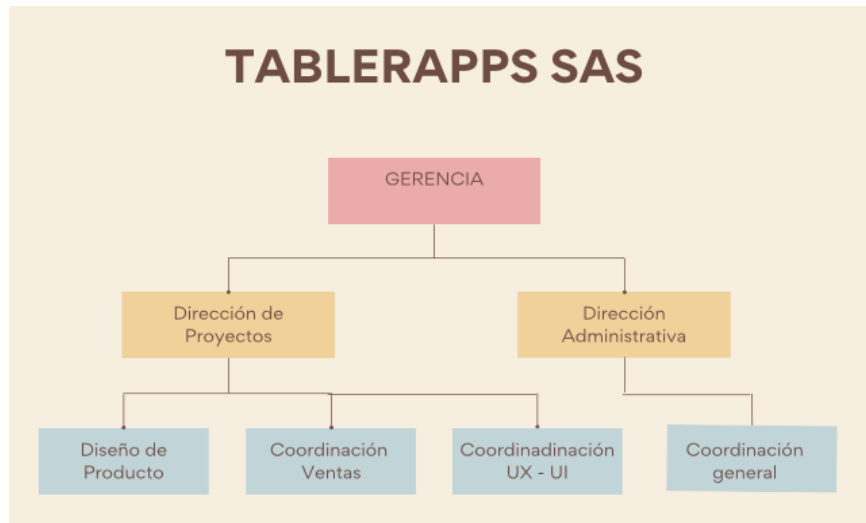 TABLERAPPS SAS
GERENCIA
Dirección de
Proyectos
Dirección
Administrativa
Diseño de
Producto
Coordinación
Ventas
Coordinadinación
UX - UI
Coordinación
general